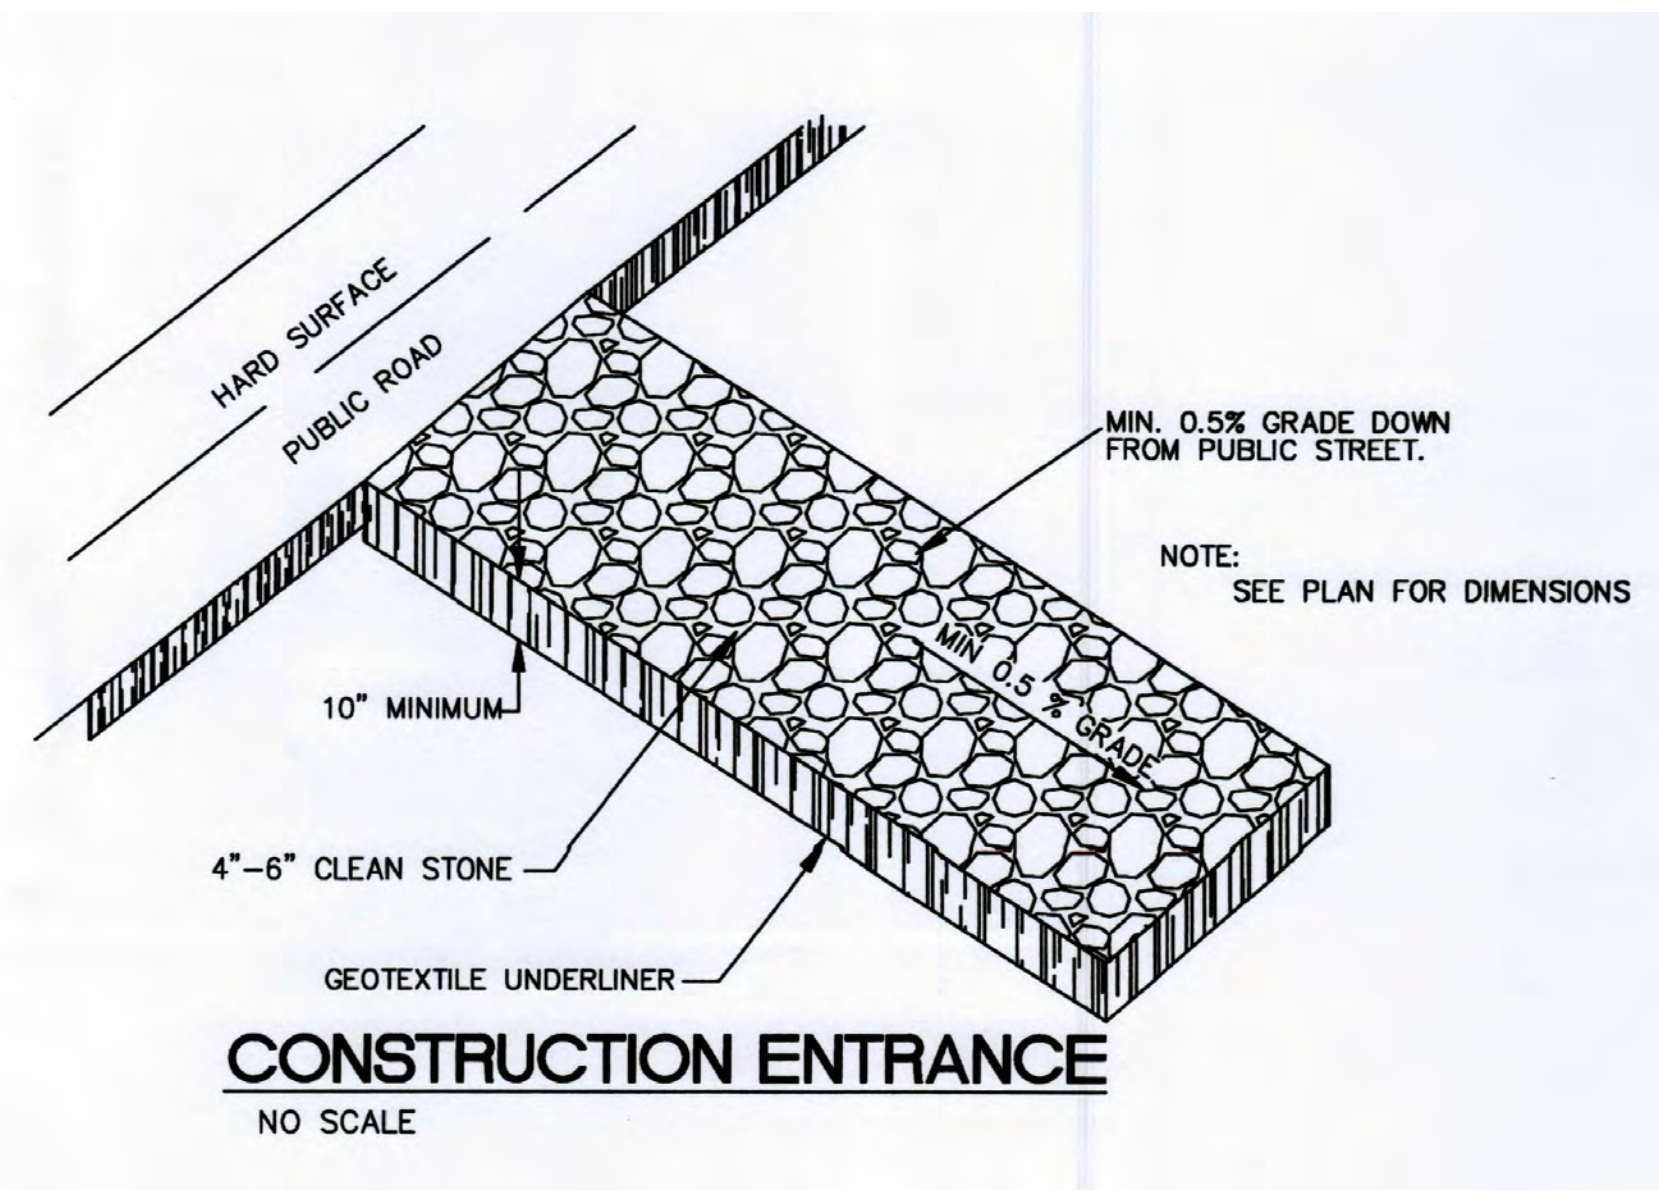 HARD SURFACE
PUBLIC ROAD
MIN. 0.5% GRADE DOWN
FROM PUBLIC STREET.
NOTE:
SEE PLAN FOR DIMENSIONS
MIN 0.5 % GRADE
10" MINIMUM
4"-6" CLEAN STONE
GEOTEXTILE UNDERLINER
CONSTRUCTION ENTRANCE
NO SCALE